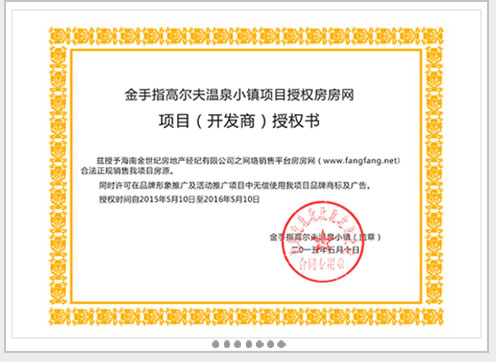 金手指高尔夫温泉小镇项目授权房房网
项目（开发商）授权书
兹授予海南金世纪房地产经纪有限公司之网络销售平台房房网（www.fangfang.net）
合法正规销售我项目房源。
同时许可在品牌形象推广及活动推广项目中无偿使用我项目品牌商标及广告。
授权时间自2015年5月10日至2016年5月10日
金手指高尔夫温泉小镇（盖章）
二〇一五年五月十日
合同专用章